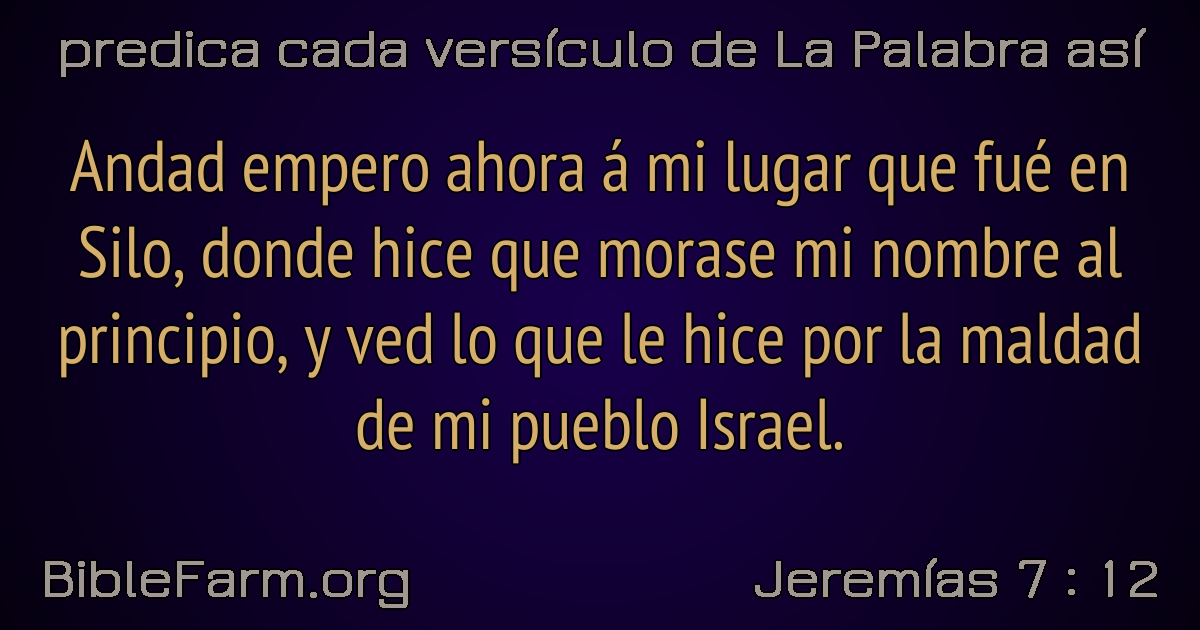 predica cada versículo de La Palabra así
Andad empero ahora á mi lugar que fué en
Silo, donde hice que morase mi nombre al
principio, y ved lo que le hice por la maldad
de mi pueblo Israel.
BibleFarm.org
Jeremías 7 : 12